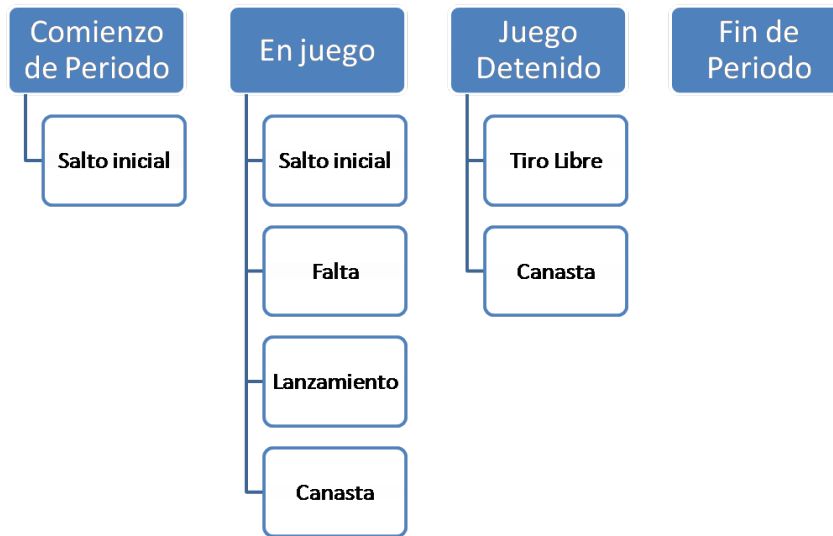 Comienzo
de Periodo
Salto inicial
En juego
Salto inicial
Falta
Lanzamiento
Canasta
Juego
Detenido
Tiro Libre
Canasta
Fin de
Periodo